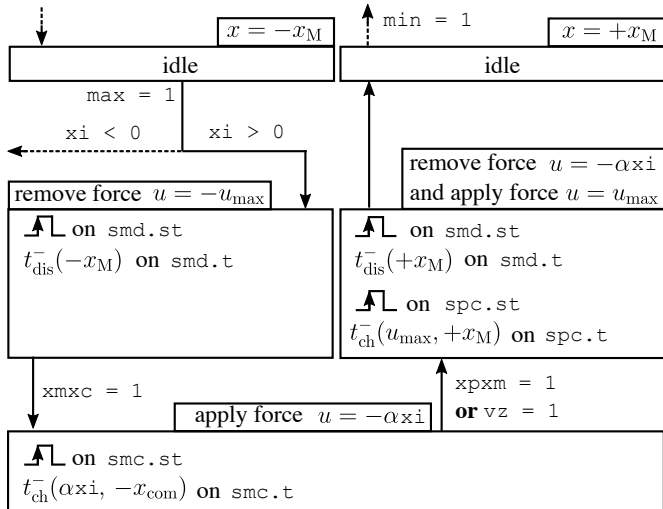 x = −x_M
idle
max = 1
xi < 0
xi > 0
remove force u = −u_max
on smd.st
t⁻_dis(−x_M) on smd.t
xmxc = 1
apply force u = −αxi
on smc.st
t⁻_ch(αxi, −x_com) on smc.t
min = 1
x = +x_M
idle
remove force u = −αxi
and apply force u = u_max
on smd.st
t⁻_dis(+x_M) on smd.t
on spc.st
t⁻_ch(u_max, +x_M) on spc.t
xpxm = 1
or vz = 1